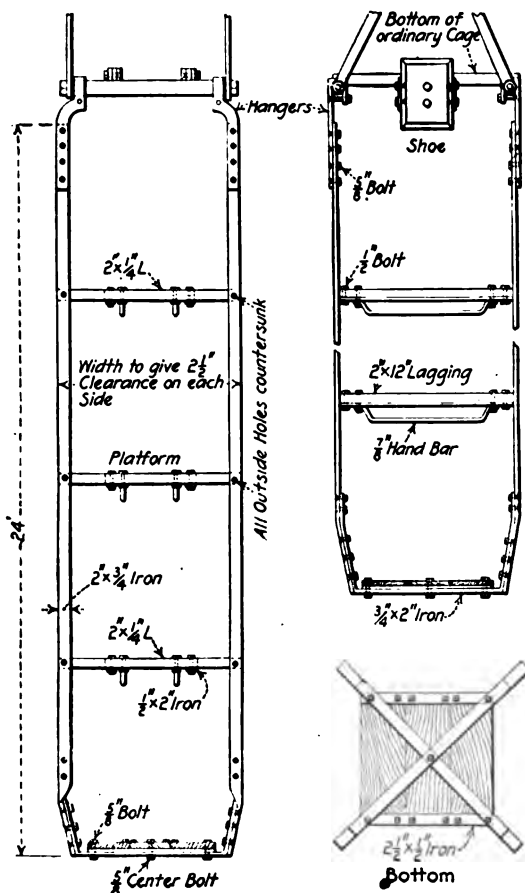 Bottom of
ordinary Cage
Hangers
Shoe
5/8" Bolt
2" x 1/4" L
1/2" Bolt
Width to give 2 1/2"
Clearance on each
Side
2" x 12" Lagging
7/8" Hand Bar
Platform
All Outside Holes countersunk
24'
2" x 3/4" Iron
3/4" x 2" Iron
2" x 1/4" L
1/2" x 2" Iron
5/8" Bolt
5/8" Center Bolt
2 1/2" x 1/2" Iron
Bottom